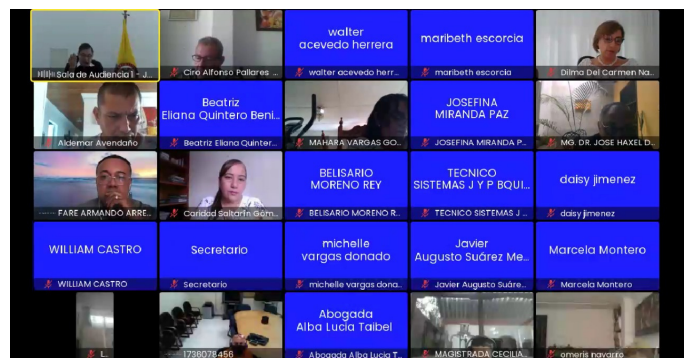 Sala de Audiencia 1 - J...
Ciro Alfonso Pallares ...
walter
acevedo herrera
walter acevedo herr...
maribeth escorcia
maribeth escorcia
Dilma Del Carmen Na...
Aldemar Avendaño
Beatriz
Eliana Quintero Beni...
Beatriz Eliana Quinter...
MAHARA VARGAS GO...
JOSEFINA
MIRANDA PAZ
JOSEFINA MIRANDA P...
MG. DR. JOSE HAXEL D...
FARE ARMANDO ARRE...
Caridad Saltarin Góm...
BELISARIO
MORENO REY
BELISARIO MORENO R...
TECNICO
SISTEMAS J Y P BQUI...
TECNICO SISTEMAS J ...
daisy jimenez
daisy jimenez
WILLIAM CASTRO
WILLIAM CASTRO
Secretario
Secretario
michelle
vargas donado
michelle vargas dona...
Javier
Augusto Suárez Me...
Javier Augusto Suáre...
Marcela Montero
Marcela Montero
L...
1736078456
Abogada
Alba Lucia Taibel
Abogada Alba Lucia T...
MAGISTRADA CECILIA...
omeris navarro